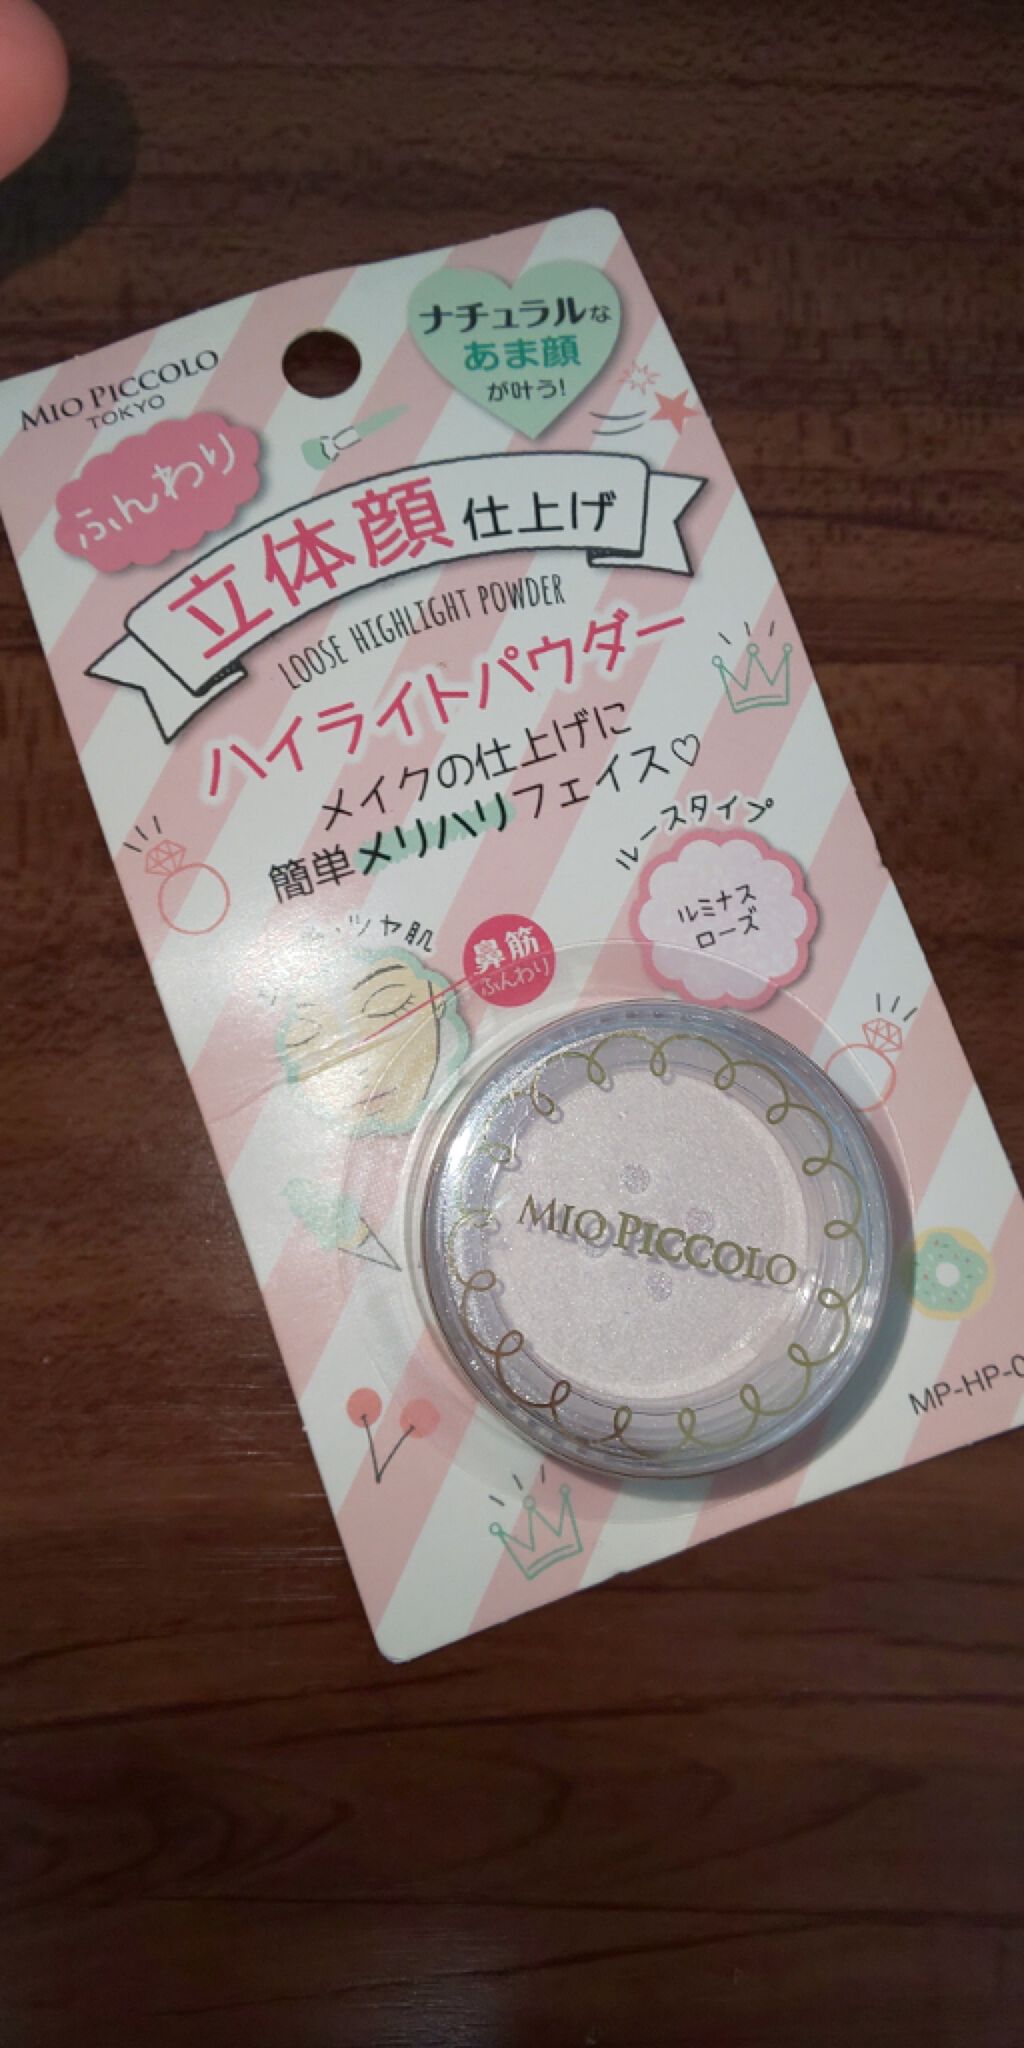 MIO PICCOLO
TOKYO
ナチュラルな
あま顔
が叶う!
ふんわり
立体顔仕上げ
LOOSE HIGHLIGHT POWDER
ハイライトパウダー
メイクの仕上げに
簡単メリハリフェイス♡
ルースタイプ
ルミナス
ローズ
ツヤ肌
鼻筋
ふんわり
MIO PICCOLO
MP-HP-0